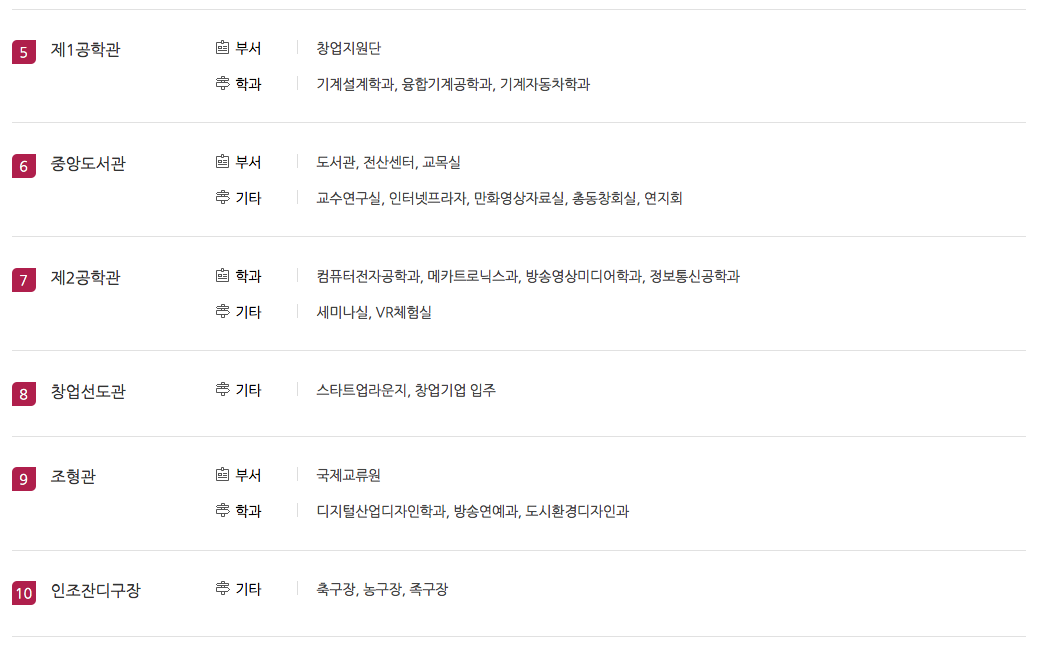 5 제1공학관 부서 창업지원단
학과 기계설계학과, 융합기계공학과, 기계자동차학과
6 중앙도서관 부서 도서관, 전산센터, 교목실
기타 교수연구실, 인터넷프라자, 만화영상자료실, 총동창회실, 연지회
7 제2공학관 학과 컴퓨터전자공학과, 메카트로닉스과, 방송영상미디어학과, 정보통신공학과
기타 세미나실, VR체험실
8 창업선도관 기타 스타트업라운지, 창업기업 입주
9 조형관 부서 국제교류원
학과 디지털산업디자인학과, 방송연예과, 도시환경디자인과
10 인조잔디구장 기타 축구장, 농구장, 족구장